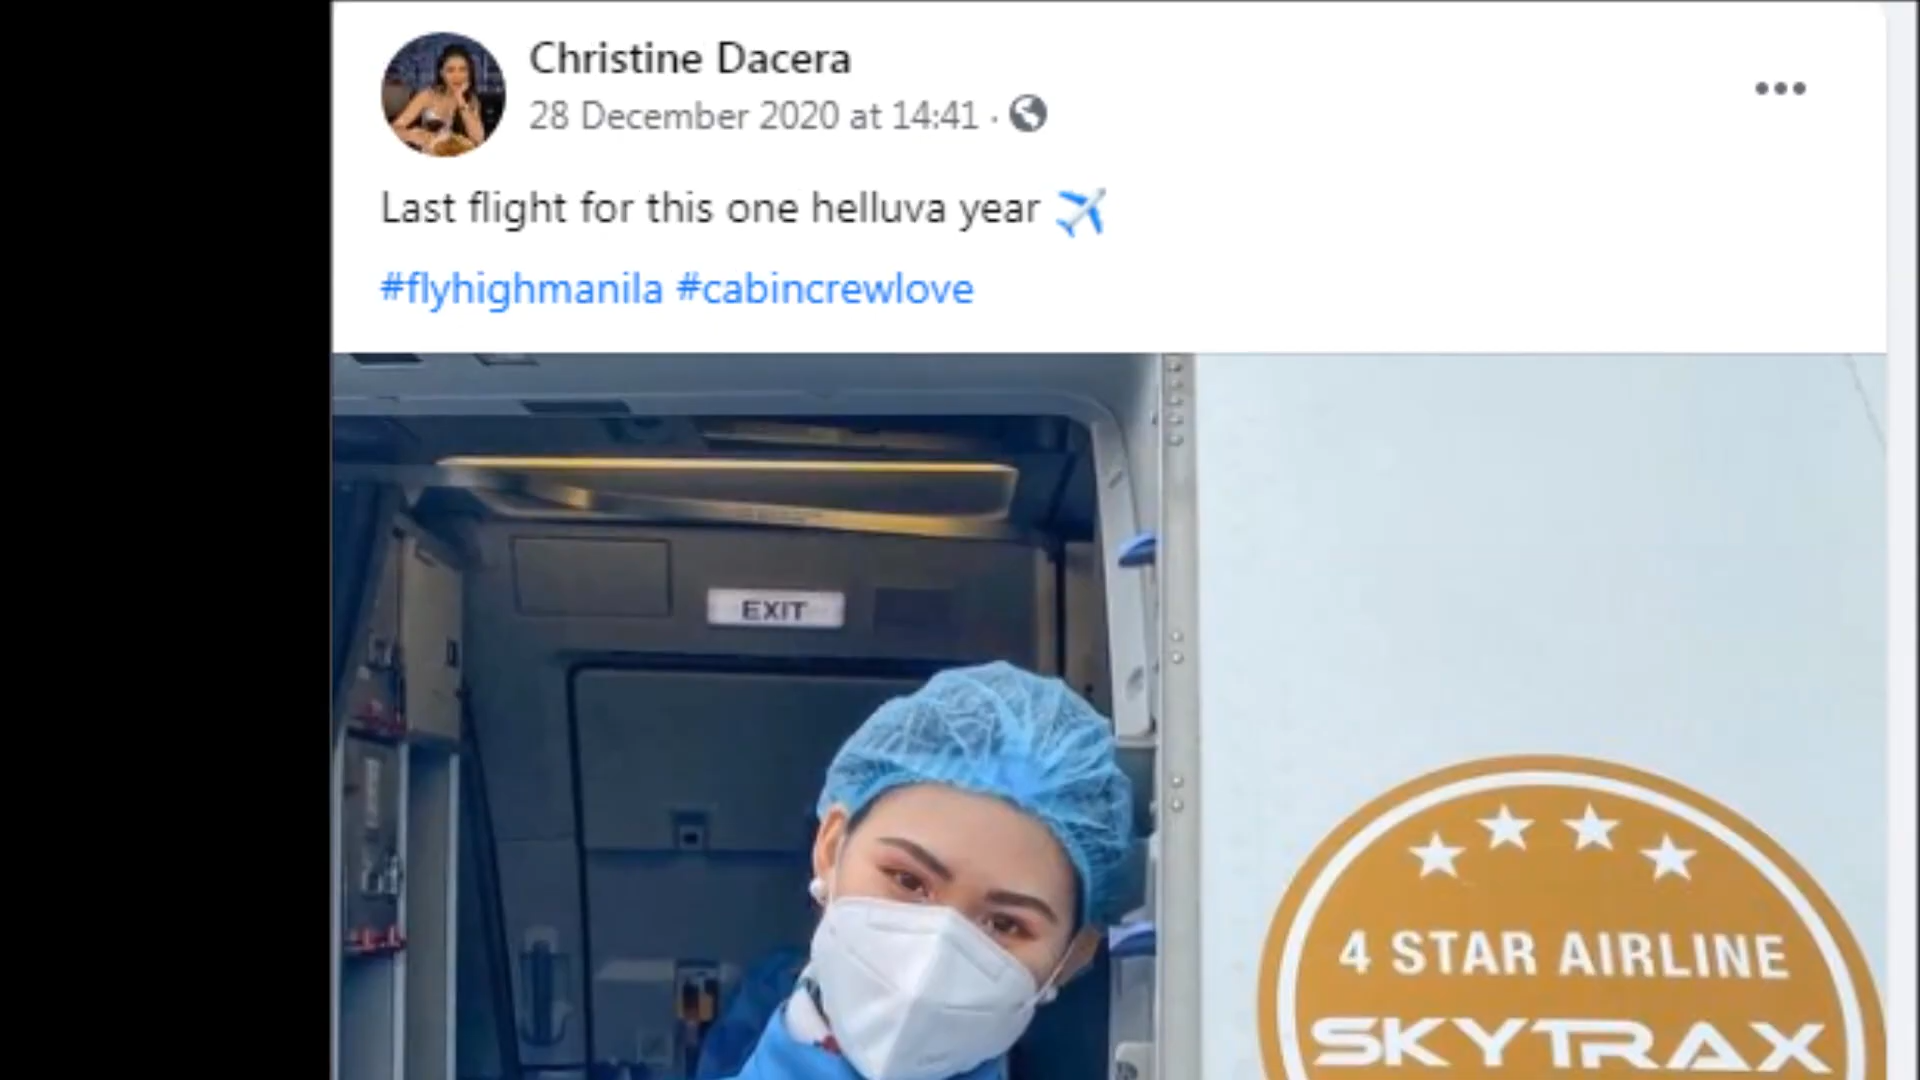 Christine Dacera
28 December 2020 at 14:41 ·
Last flight for this one helluva year
#flyhighmanila #cabincrewlove
EXIT
4 STAR AIRLINE
SKYTRAX